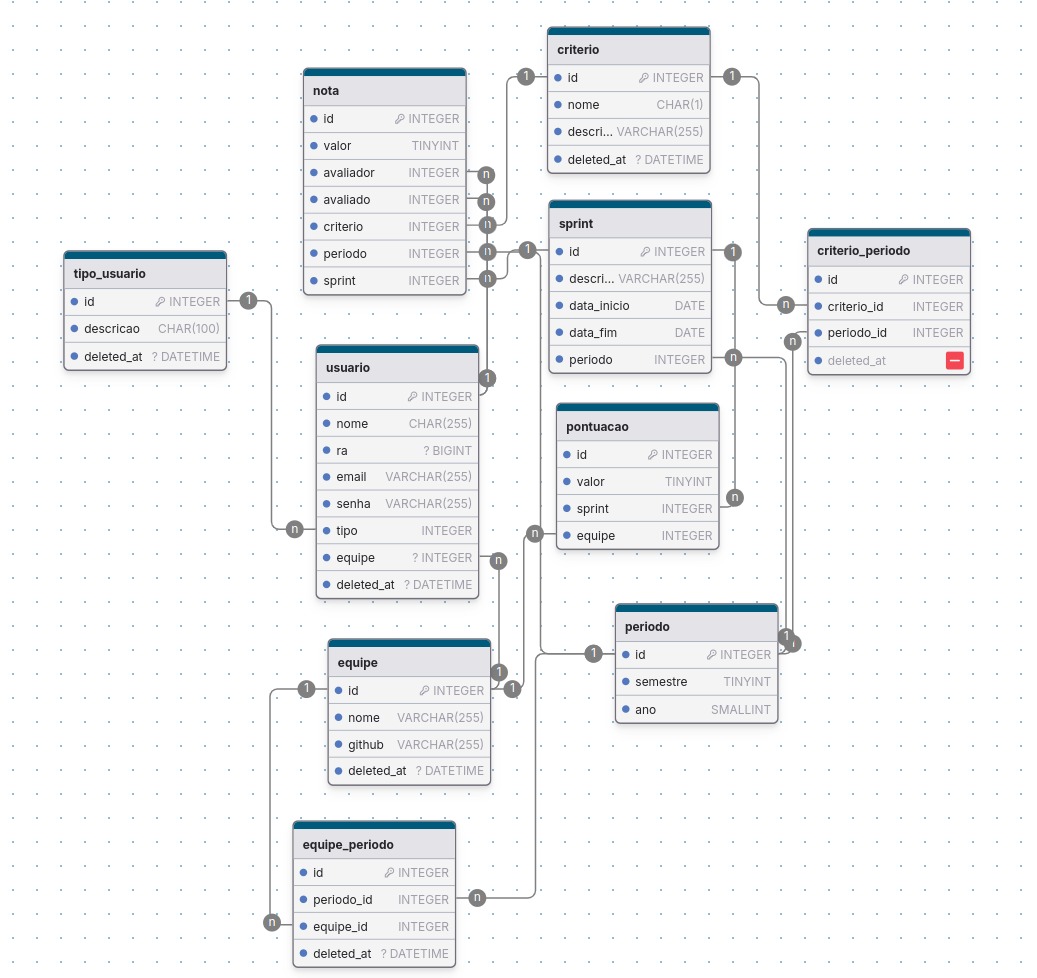 criterio
id INTEGER
nome CHAR(1)
descri... VARCHAR(255)
deleted_at ? DATETIME
nota
id INTEGER
valor TINYINT
avaliador INTEGER
avaliado INTEGER
criterio INTEGER
periodo INTEGER
sprint INTEGER
sprint
id INTEGER
descri... VARCHAR(255)
data_inicio DATE
data_fim DATE
periodo INTEGER
criterio_periodo
id INTEGER
criterio_id INTEGER
periodo_id INTEGER
deleted_at
tipo_usuario
id INTEGER
descricao CHAR(100)
deleted_at ? DATETIME
usuario
id INTEGER
nome CHAR(255)
ra ? BIGINT
email VARCHAR(255)
senha VARCHAR(255)
tipo INTEGER
equipe ? INTEGER
deleted_at ? DATETIME
pontuacao
id INTEGER
valor TINYINT
sprint INTEGER
equipe INTEGER
periodo
id INTEGER
semestre TINYINT
ano SMALLINT
equipe
id INTEGER
nome VARCHAR(255)
github VARCHAR(255)
deleted_at ? DATETIME
equipe_periodo
id INTEGER
periodo_id INTEGER
equipe_id INTEGER
deleted_at ? DATETIME
1
1
n
n
n
n
n
1
1
1
n
n
n
1
n
n
n
n
1
1
1
1
1
n
n